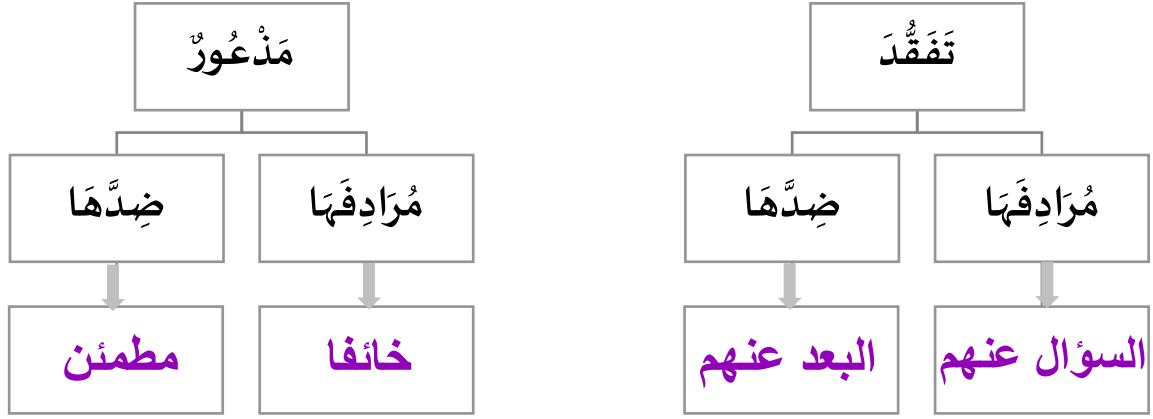 تَفَقُّدَ
مَذْعُورٌ
مُرَادِفَهَا
ضِدَّهَا
مُرَادِفَهَا
ضِدَّهَا
السؤال عنهم
البعد عنهم
خائفا
مطمئن